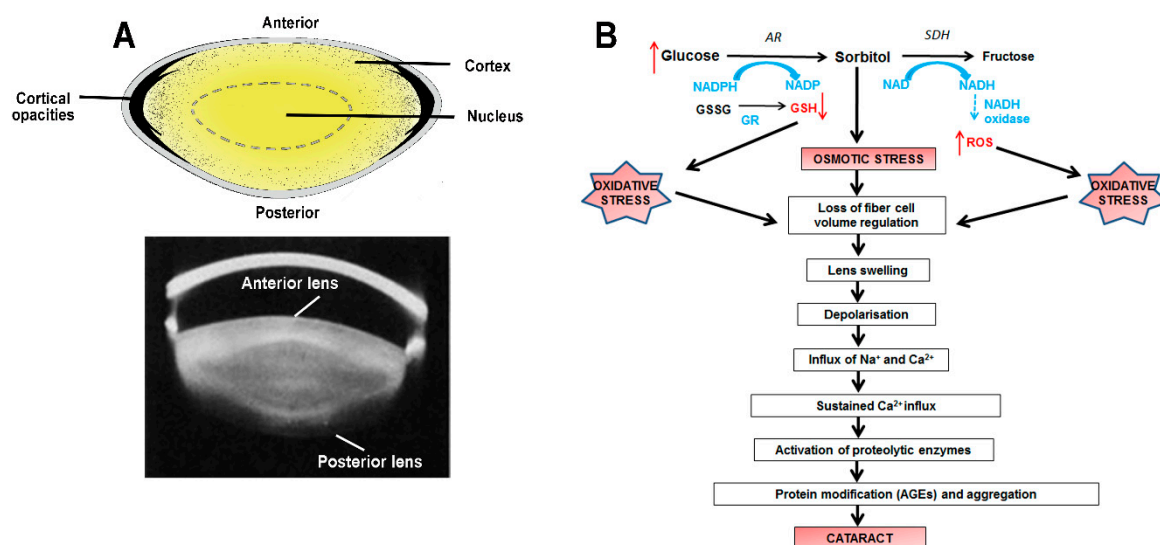 A
Anterior
Cortex
Cortical
opacities
Nucleus
Posterior
Anterior lens
Posterior lens
B
AR
SDH
Glucose
Sorbitol
Fructose
NADPH
NADP
NAD
NADH
GSSG
GSH
GR
NADH
oxidase
ROS
OSMOTIC STRESS
OXIDATIVE
STRESS
OXIDATIVE
STRESS
Loss of fiber cell
volume regulation
Lens swelling
Depolarisation
Influx of Na⁺ and Ca²⁺
Sustained Ca²⁺ influx
Activation of proteolytic enzymes
Protein modification (AGEs) and aggregation
CATARACT